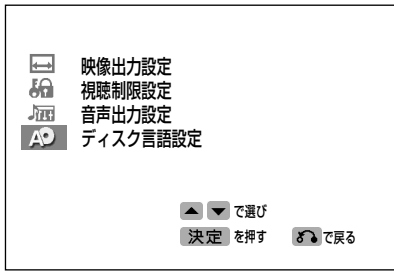 映像出力設定
視聴制限設定
音声出力設定
ディスク言語設定
▲ ▼ で選び
決定 を押す で戻る